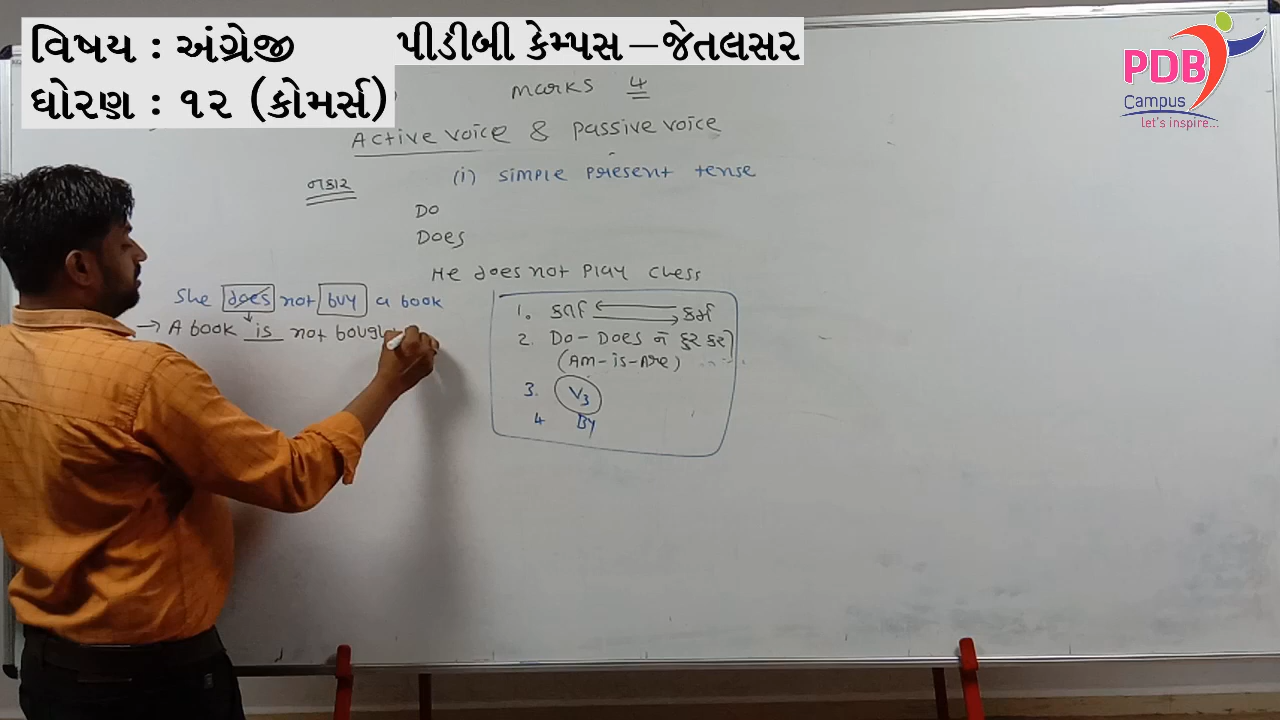 વિષય : અંગ્રેજી પીડીબી કેમ્પસ – જેતલસર
ધોરણ : ૧૨ (કોમર્સ)
PDB
Campus
Let's inspire...
marks 4
Active voice & Passive voice
(i) Simple Present tense
નકાર
Do
Does
He does not Play chess
She does not buy a book
→ A book is not bought
1. કર્તા કર્મ
2. Do - Does ને દુર કરો
(Am - is - Are)
3. V3
4 By